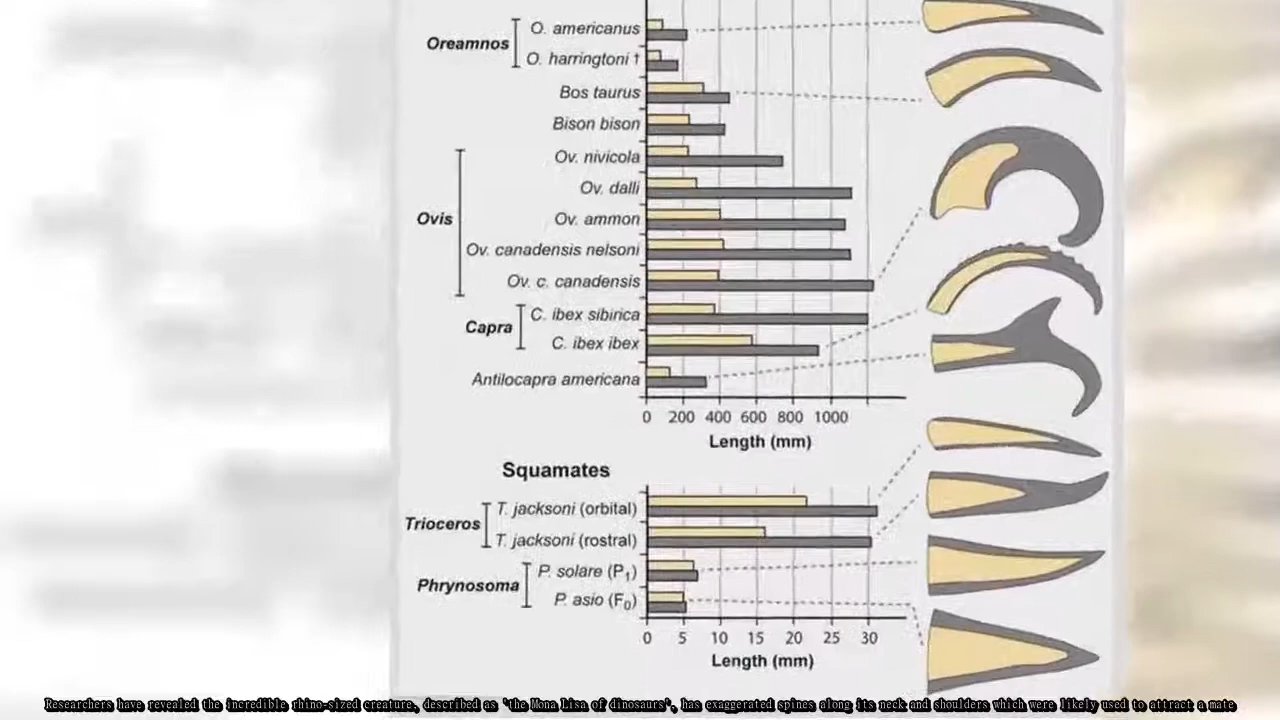 O. americanus
Oreamnos
O. harringtoni †
Bos taurus
Bison bison
Ov. nivicola
Ov. dalli
Ovis
Ov. ammon
Ov. canadensis nelsoni
Ov. c. canadensis
Capra
C. ibex sibirica
C. ibex ibex
Antilocapra americana
0 200 400 600 800 1000
Length (mm)
Squamates
Trioceros
T. jacksoni (orbital)
T. jacksoni (rostral)
Phrynosoma
P. solare (P1)
P. asio (F0)
0 5 10 15 20 25 30
Length (mm)
Researchers have revealed the incredible rhino-sized creature, described as 'the Mona Lisa of dinosaurs', has exaggerated spines along its neck and shoulders which were likely used to attract a mate